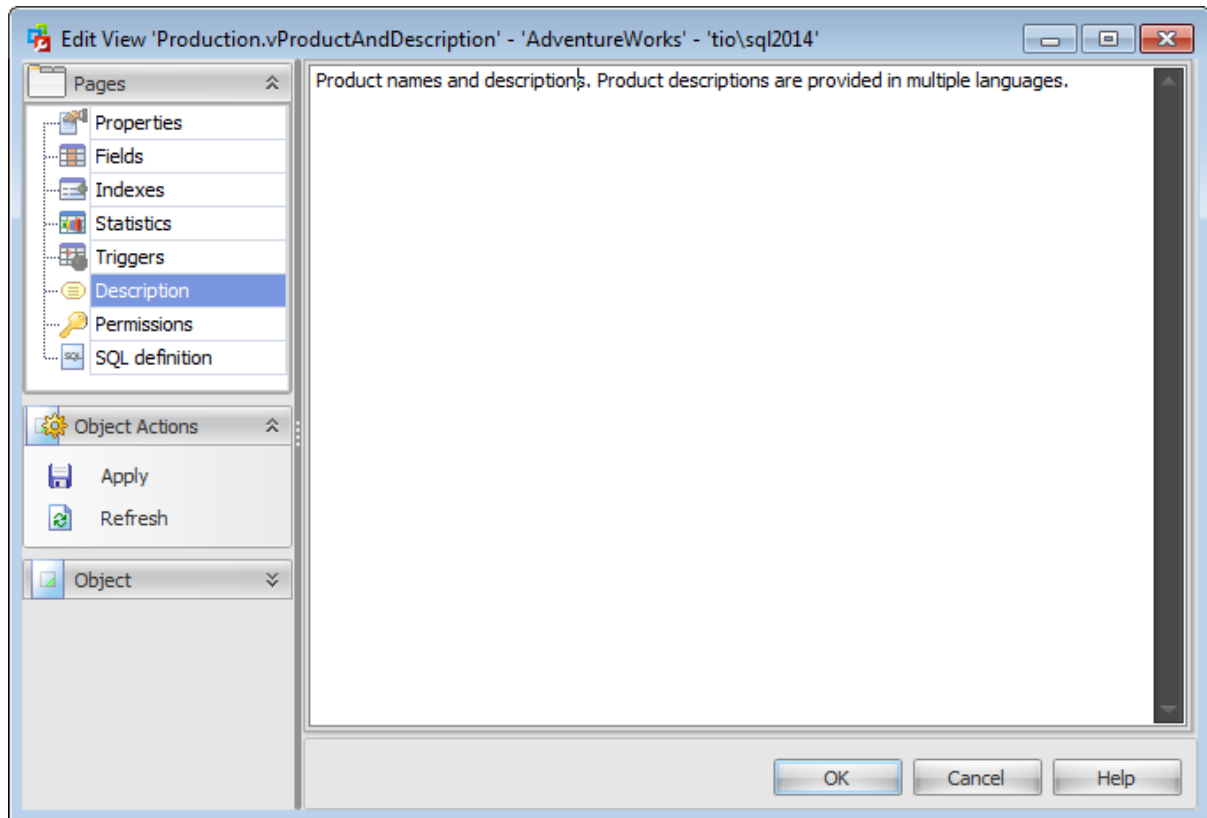 Edit View 'Production.vProductAndDescription' - 'AdventureWorks' - 'tio\sql2014'
Pages
Properties
Fields
Indexes
Statistics
Triggers
Description
Permissions
SQL SQL definition
Object Actions
Apply
Refresh
Object
Product names and descriptions. Product descriptions are provided in multiple languages.
OK Cancel Help